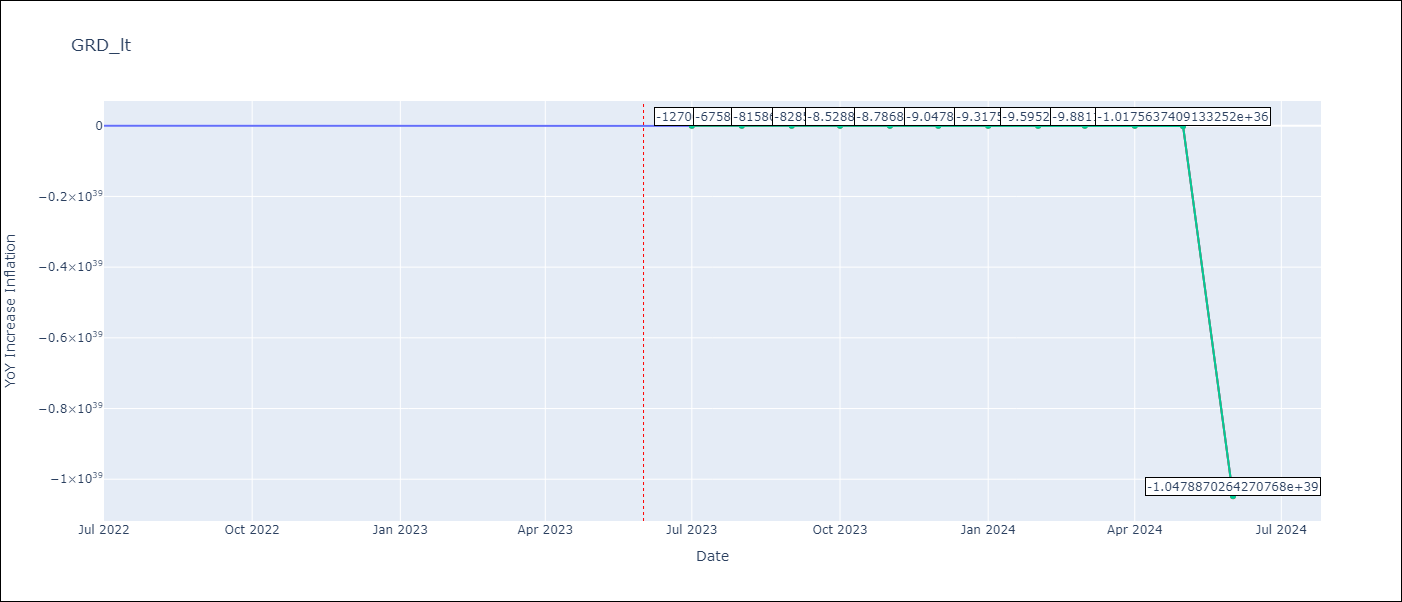 GRD_lt
-1270 -6758 -81586 -828 -8.5288 -8.7868 -9.0478 -9.3175 -9.5952 -9.881 -1.0175637409133252e+36
0
−0.2×10³⁹
−0.4×10³⁹
−0.6×10³⁹
−0.8×10³⁹
−1×10³⁹
YoY Increase Inflation
-1.0478870264270768e+39
Jul 2022 Oct 2022 Jan 2023 Apr 2023 Jul 2023 Oct 2023 Jan 2024 Apr 2024 Jul 2024
Date